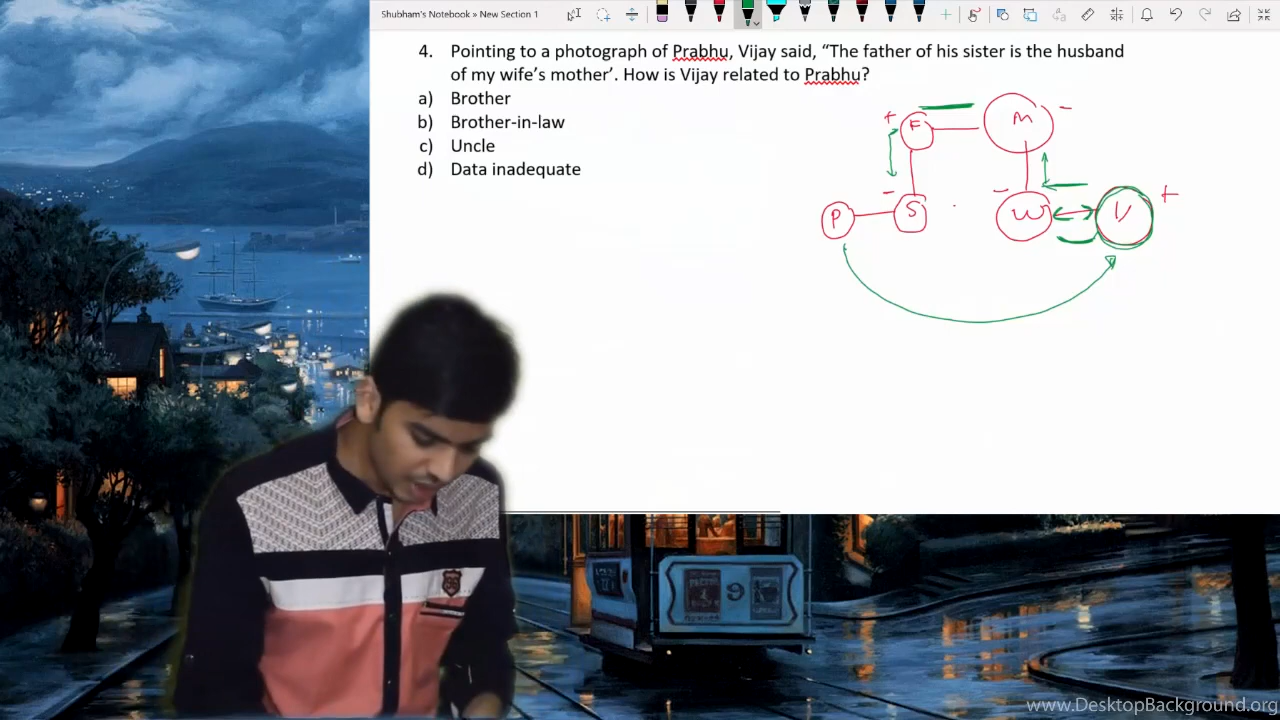 Shubham's Notebook » New Section 1
4. Pointing to a photograph of Prabhu, Vijay said, “The father of his sister is the husband
of my wife’s mother’. How is Vijay related to Prabhu?
a) Brother
b) Brother-in-law
c) Uncle
d) Data inadequate
+ F M -
P - S - W V +
9
www.DesktopBackground.org